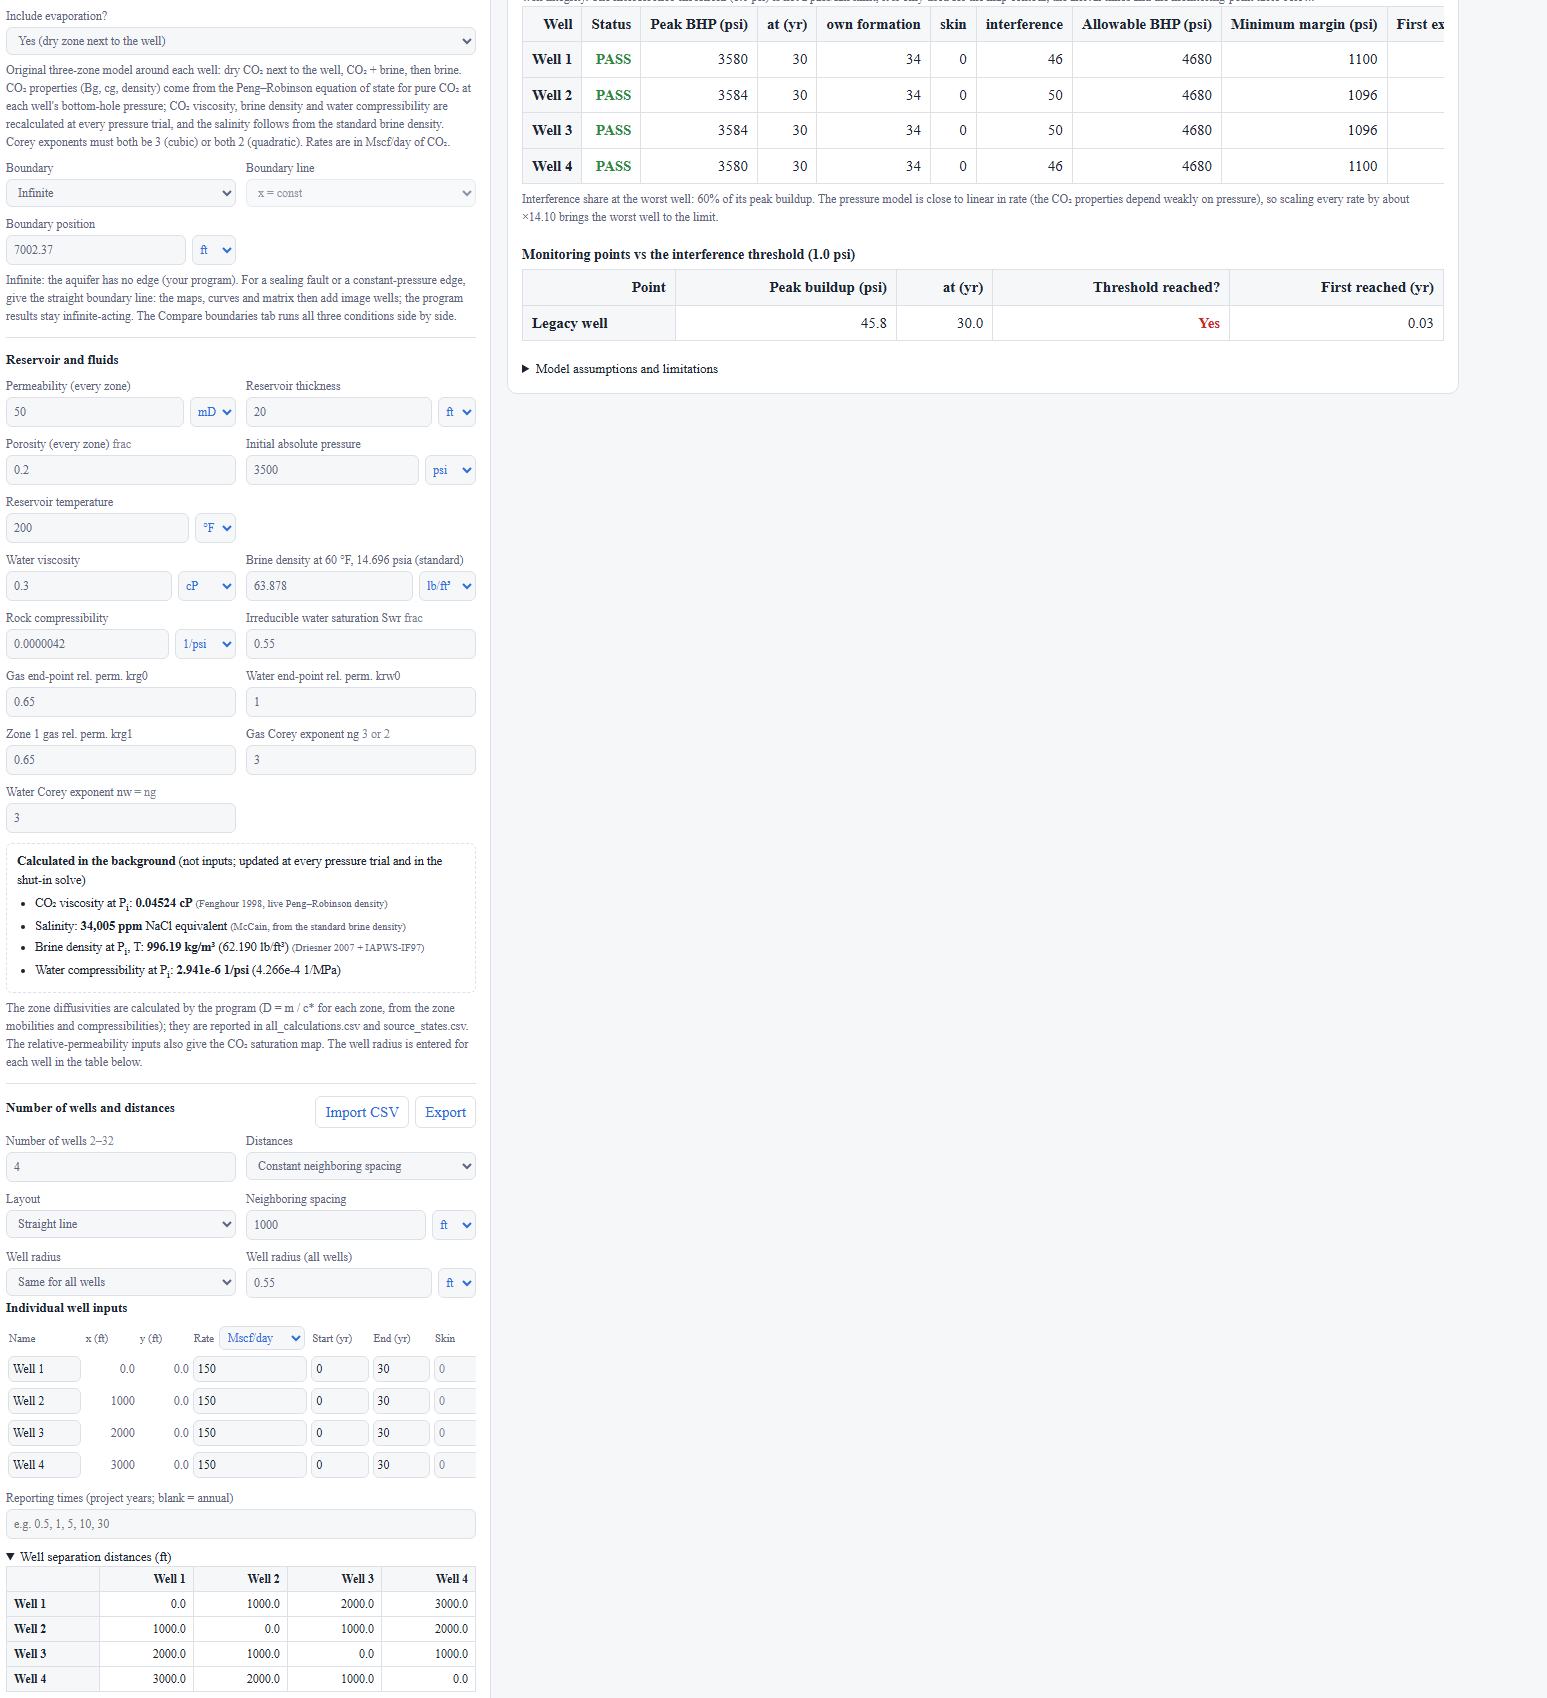 Include evaporation?
Yes (dry zone next to the well)
Original three-zone model around each well: dry CO₂ next to the well, CO₂ + brine, then brine.
CO₂ properties (Bg, cg, density) come from the Peng–Robinson equation of state for pure CO₂ at
each well's bottom-hole pressure; CO₂ viscosity, brine density and water compressibility are
recalculated at every pressure trial, and the salinity follows from the standard brine density.
Corey exponents must both be 3 (cubic) or both 2 (quadratic). Rates are in Mscf/day of CO₂.
Boundary Boundary line
Infinite x = const
Boundary position
7002.37 ft
Infinite: the aquifer has no edge (your program). For a sealing fault or a constant-pressure edge,
give the straight boundary line: the maps, curves and matrix then add image wells; the program
results stay infinite-acting. The Compare boundaries tab runs all three conditions side by side.
Reservoir and fluids
Permeability (every zone) Reservoir thickness
50 mD 20 ft
Porosity (every zone) frac Initial absolute pressure
0.2 3500 psi
Reservoir temperature
200 °F
Water viscosity Brine density at 60 °F, 14.696 psia (standard)
0.3 cP 63.878 lb/ft³
Rock compressibility Irreducible water saturation Swr frac
0.0000042 1/psi 0.55
Gas end-point rel. perm. krg0 Water end-point rel. perm. krw0
0.65 1
Zone 1 gas rel. perm. krg1 Gas Corey exponent ng 3 or 2
0.65 3
Water Corey exponent nw = ng
3
Calculated in the background (not inputs; updated at every pressure trial and in the
shut-in solve)
• CO₂ viscosity at Pi: 0.04524 cP (Fenghour 1998, live Peng–Robinson density)
• Salinity: 34,005 ppm NaCl equivalent (McCain, from the standard brine density)
• Brine density at Pi, T: 996.19 kg/m³ (62.190 lb/ft³) (Driesner 2007 + IAPWS-IF97)
• Water compressibility at Pi: 2.941e-6 1/psi (4.266e-4 1/MPa)
The zone diffusivities are calculated by the program (D = m / c* for each zone, from the zone
mobilities and compressibilities); they are reported in all_calculations.csv and source_states.csv.
The relative-permeability inputs also give the CO₂ saturation map. The well radius is entered for
each well in the table below.
Number of wells and distances Import CSV Export
Number of wells 2–32 Distances
4 Constant neighboring spacing
Layout Neighboring spacing
Straight line 1000 ft
Well radius Well radius (all wells)
Same for all wells 0.55 ft
Individual well inputs
Name x (ft) y (ft) Rate Mscf/day Start (yr) End (yr) Skin
Well 1 0.0 0.0 150 0 30 0
Well 2 1000 0.0 150 0 30 0
Well 3 2000 0.0 150 0 30 0
Well 4 3000 0.0 150 0 30 0
Reporting times (project years; blank = annual)
e.g. 0.5, 1, 5, 10, 30
▼ Well separation distances (ft)
Well 1 Well 2 Well 3 Well 4
Well 1 0.0 1000.0 2000.0 3000.0
Well 2 1000.0 0.0 1000.0 2000.0
Well 3 2000.0 1000.0 0.0 1000.0
Well 4 3000.0 2000.0 1000.0 0.0
Well Status Peak BHP (psi) at (yr) own formation skin interference Allowable BHP (psi) Minimum margin (psi) First ex
Well 1 PASS 3580 30 34 0 46 4680 1100
Well 2 PASS 3584 30 34 0 50 4680 1096
Well 3 PASS 3584 30 34 0 50 4680 1096
Well 4 PASS 3580 30 34 0 46 4680 1100
Interference share at the worst well: 60% of its peak buildup. The pressure model is close to linear in rate (the CO₂ properties depend weakly on pressure), so scaling every rate by about
×14.10 brings the worst well to the limit.
Monitoring points vs the interference threshold (1.0 psi)
Point Peak buildup (psi) at (yr) Threshold reached? First reached (yr)
Legacy well 45.8 30.0 Yes 0.03
▶ Model assumptions and limitations